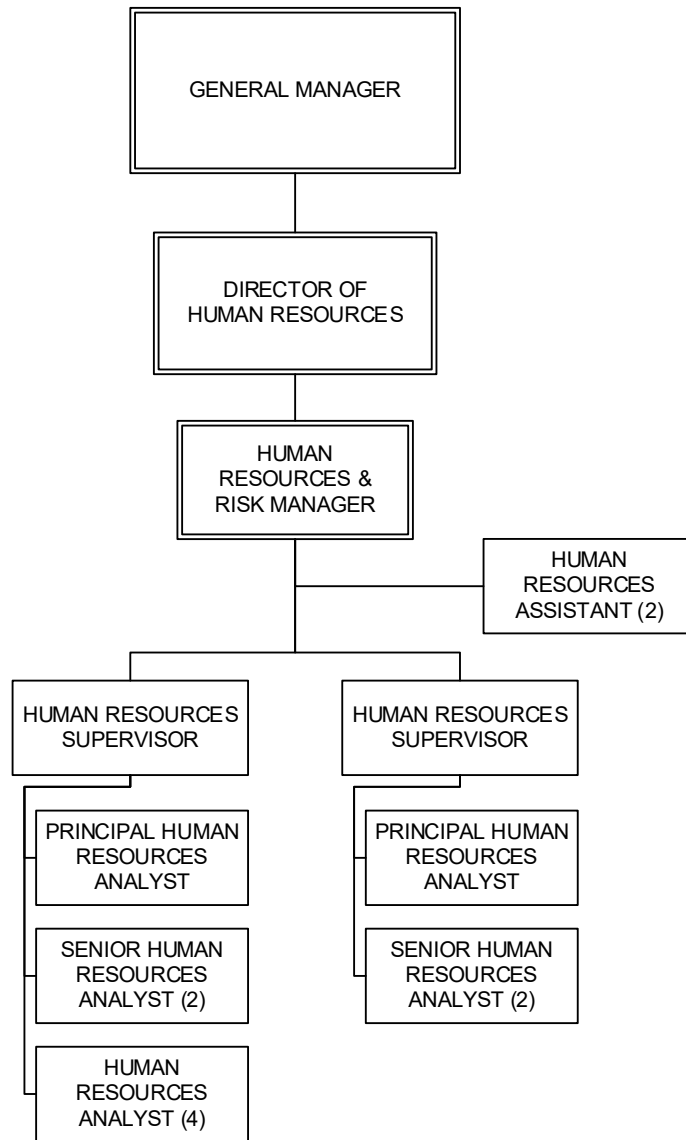 GENERAL MANAGER
DIRECTOR OF
HUMAN RESOURCES
HUMAN
RESOURCES &
RISK MANAGER
HUMAN
RESOURCES
ASSISTANT (2)
HUMAN RESOURCES
SUPERVISOR
PRINCIPAL HUMAN
RESOURCES
ANALYST
SENIOR HUMAN
RESOURCES
ANALYST (2)
HUMAN
RESOURCES
ANALYST (4)
HUMAN RESOURCES
SUPERVISOR
PRINCIPAL HUMAN
RESOURCES
ANALYST
SENIOR HUMAN
RESOURCES
ANALYST (2)